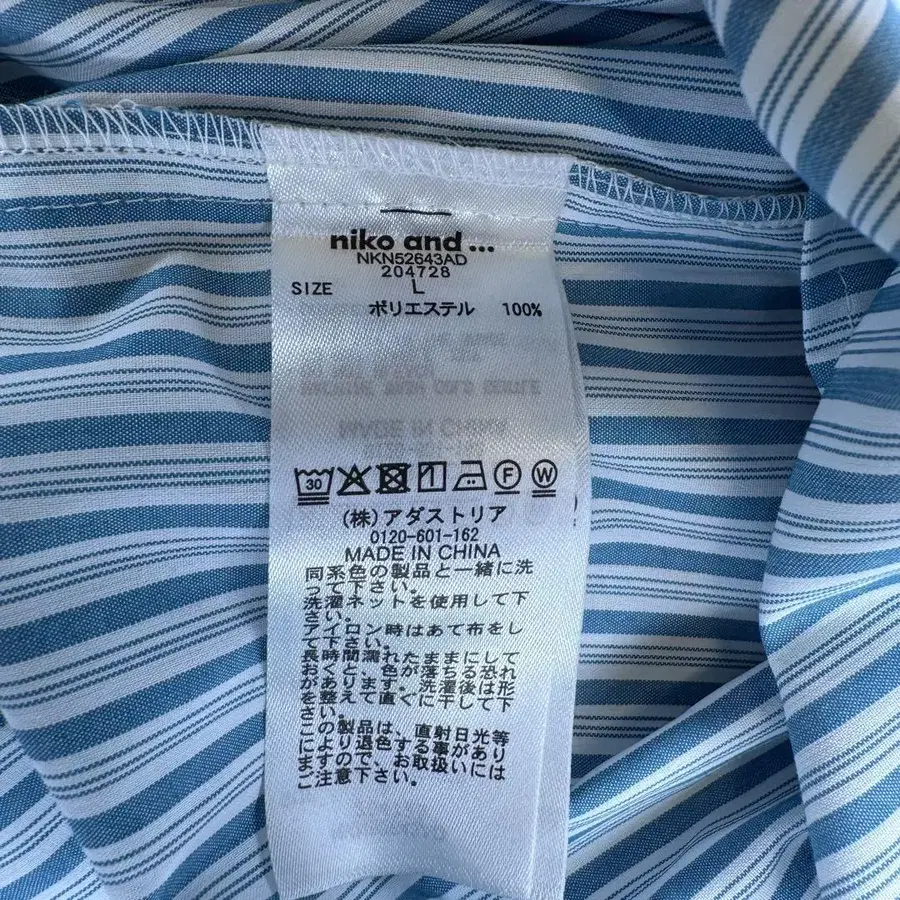 niko and ...
NKN52643AD
204728
SIZE L
ポリエステル 100%
MADE IN CHINA
30 F W
(株)アダストリア
0120-601-162
MADE IN CHINA
同系色の製品と一緒に洗
って下さい。
洗濯ネットを使用して下
さい。
アイロン時はあて布をし
て下さい。
長時間濡れたままにして
おくと、色が落ちる恐れ
があります。洗濯後は形
を整えて直ぐに干して下
さい。
この製品は、直射日光等
により退色する事があり
ますので、お取扱いには
ご注意下さい。